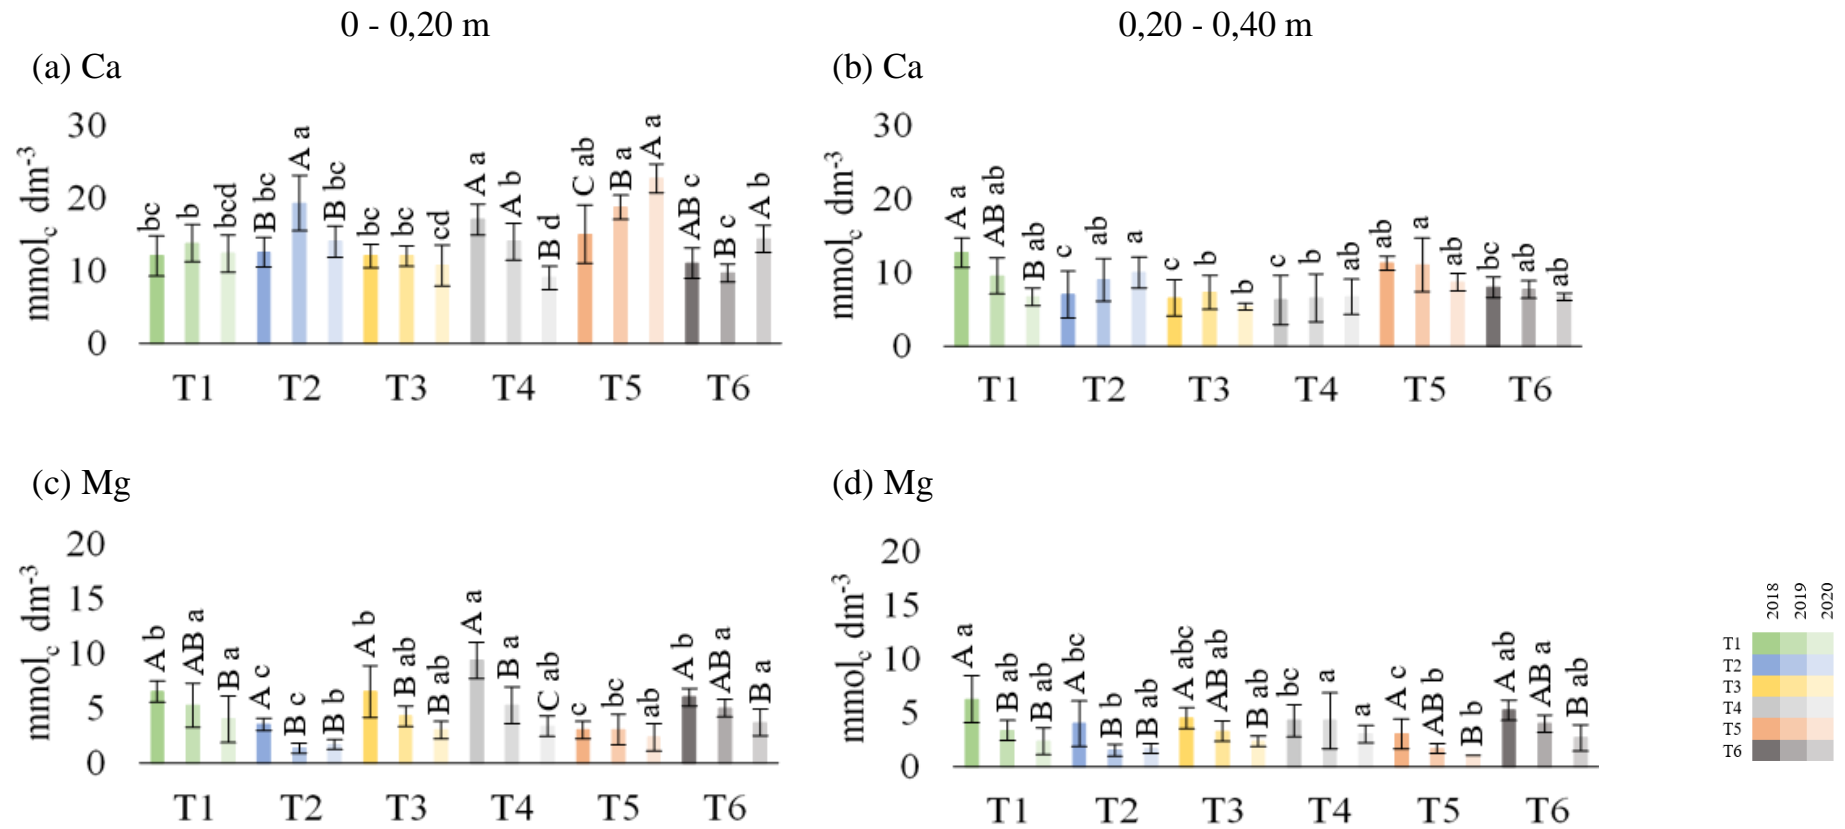 0 - 0,20 m
0,20 - 0,40 m
(a) Ca
(b) Ca
mmolc dm-3
30
20
10
0
bc
b
bcd
B bc
A a
B bc
bc
bc
cd
A a
A b
B d
C ab
B a
A a
AB c
B c
A b
T1 T2 T3 T4 T5 T6
mmolc dm-3
30
20
10
0
A a
AB ab
B ab
c
ab
a
c
b
b
c
b
ab
ab
a
ab
bc
ab
ab
T1 T2 T3 T4 T5 T6
(c) Mg
(d) Mg
mmolc dm-3
20
15
10
5
0
A b
AB a
B a
A c
B c
B b
A b
B ab
B ab
A a
B a
C ab
c
bc
ab
A b
AB a
B a
T1 T2 T3 T4 T5 T6
mmolc dm-3
20
15
10
5
0
A a
B ab
B ab
A bc
B b
B ab
A abc
AB ab
B ab
bc
a
a
A c
AB b
B b
A ab
AB a
B ab
T1 T2 T3 T4 T5 T6
2018 2019 2020
T1
T2
T3
T4
T5
T6